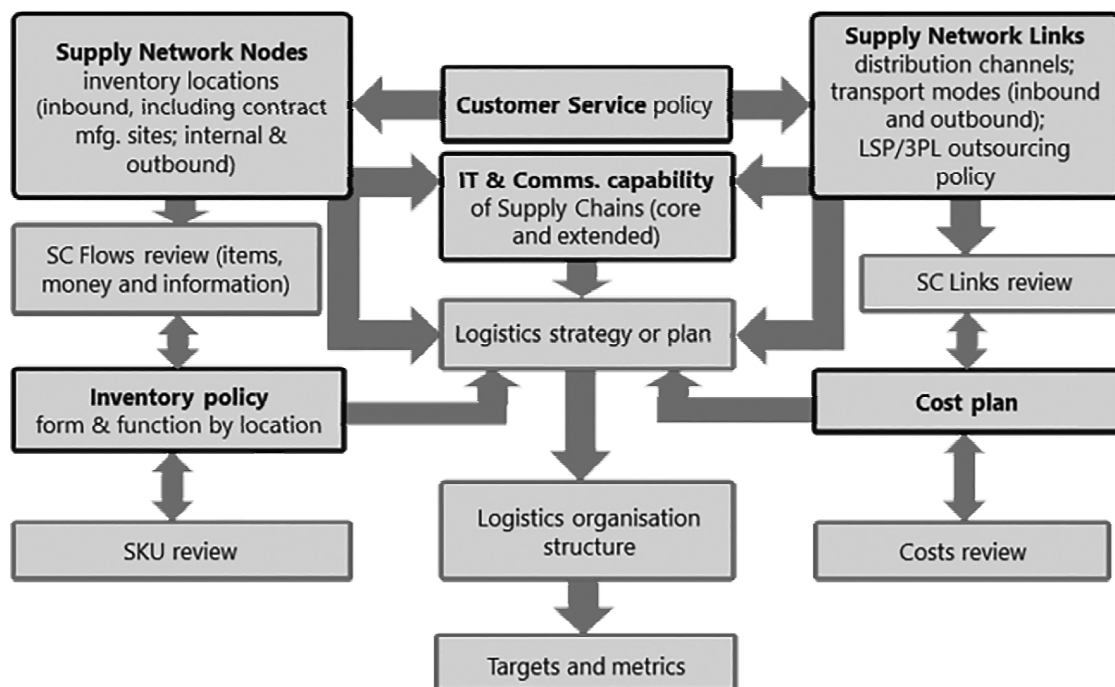 Supply Network Nodes
inventory locations
(inbound, including contract
mfg. sites; internal &
outbound)
Customer Service policy
Supply Network Links
distribution channels;
transport modes (inbound
and outbound);
LSP/3PL outsourcing
policy
IT & Comms. capability
of Supply Chains (core
and extended)
SC Flows review (items,
money and information)
SC Links review
Logistics strategy or plan
Inventory policy
form & function by location
Cost plan
Logistics organisation
structure
SKU review
Costs review
Targets and metrics